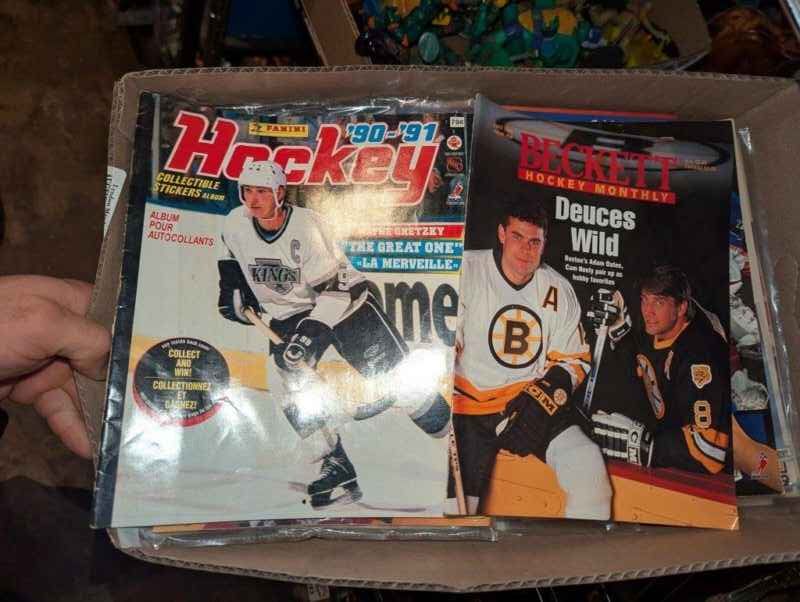 PANINI
'90-'91
Hockey
COLLECTIBLE
STICKERS ALBUM
ALBUM
POUR
AUTOCOLLANTS
GRETZKY
"THE GREAT ONE"
"LA MERVEILLE"
KINGS
C
COLLECT
AND
WIN!
COLLECTIONNEZ
ET
GAGNEZ!
BECKETT
HOCKEY MONTHLY
Deuces
Wild
Boston's Adam Oates,
Cam Neely pair up as
hobby favorites
A
B
8